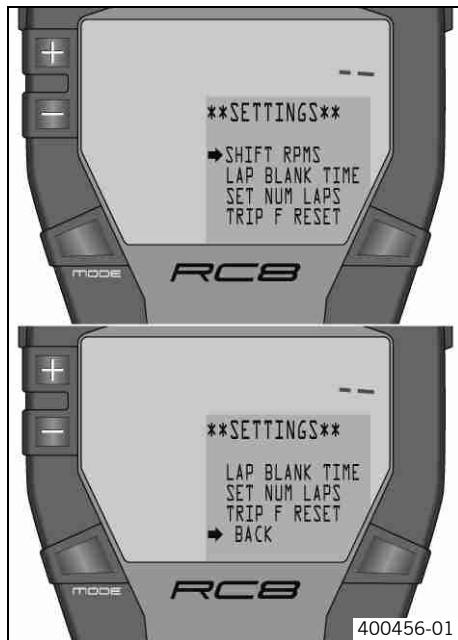 +
− −
−
**SETTINGS**
➡SHIFT RPMS
LAP BLANK TIME
SET NUM LAPS
TRIP F RESET
MODE
RC8
+
− −
−
**SETTINGS**
LAP BLANK TIME
SET NUM LAPS
TRIP F RESET
➡ BACK
MODE
RC8
400456-01